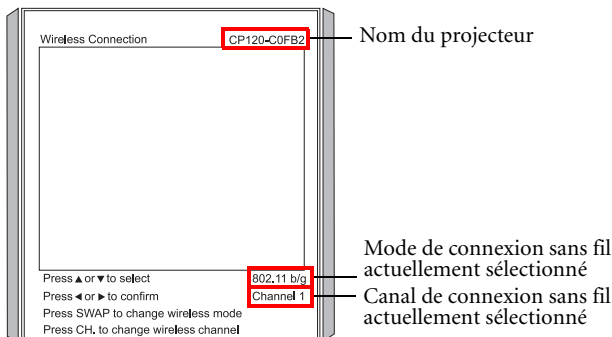 Wireless Connection CP120-C0FB2
Nom du projecteur
Press ▲ or ▼ to select 802.11 b/g
Press ◄ or ► to confirm Channel 1
Press SWAP to change wireless mode
Press CH. to change wireless channel
Mode de connexion sans fil
actuellement sélectionné
Canal de connexion sans fil
actuellement sélectionné